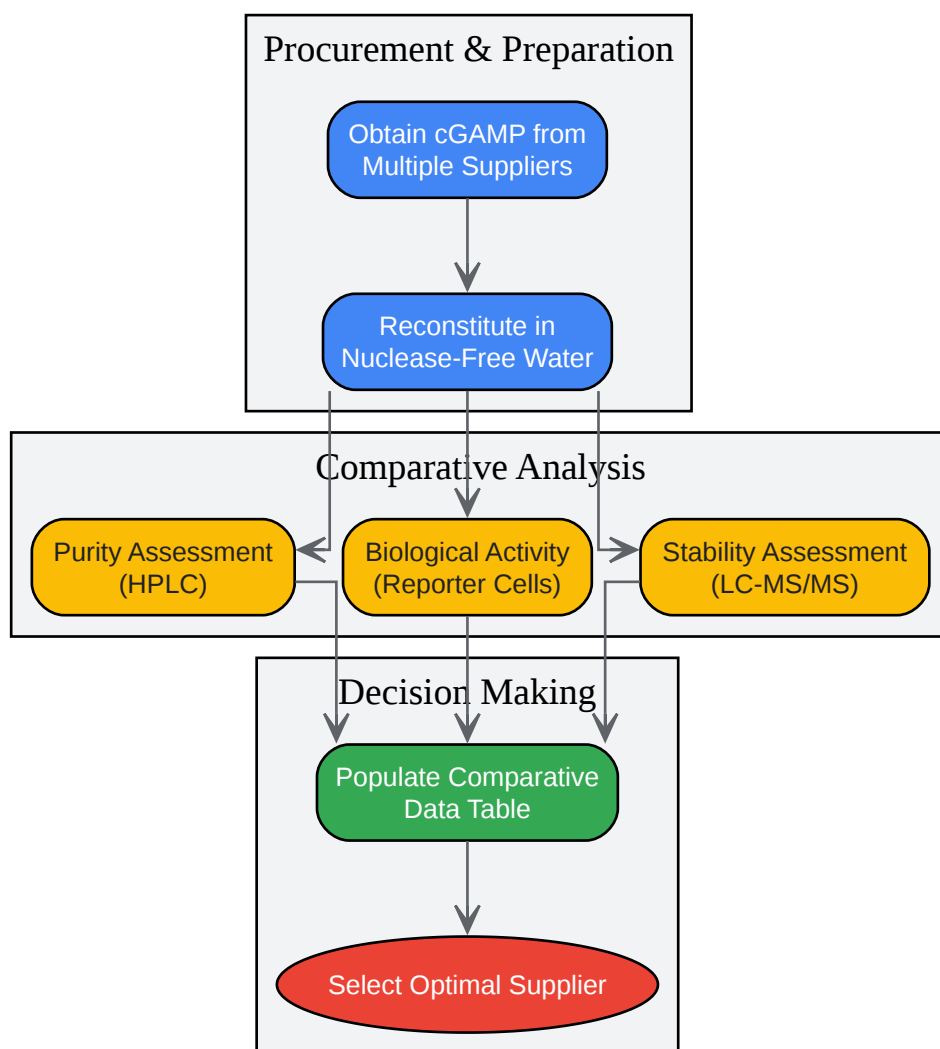 Procurement & Preparation
Obtain cGAMP from
Multiple Suppliers
Reconstitute in
Nuclease-Free Water
Comparative Analysis
Purity Assessment
(HPLC)
Biological Activity
(Reporter Cells)
Stability Assessment
(LC-MS/MS)
Decision Making
Populate Comparative
Data Table
Select Optimal Supplier